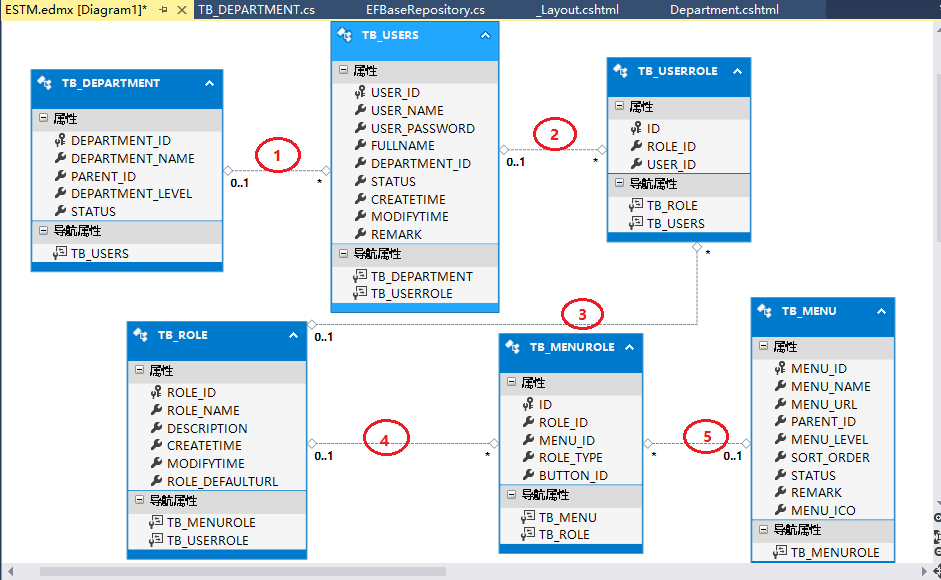 ESTM.edmx [Diagram1]*
TB_DEPARTMENT.cs
EFBaseRepository.cs
_Layout.cshtml
Department.cshtml
TB_DEPARTMENT
属性
DEPARTMENT_ID
DEPARTMENT_NAME
PARENT_ID
DEPARTMENT_LEVEL
STATUS
导航属性
TB_USERS
1
0..1
*
TB_USERS
属性
USER_ID
USER_NAME
USER_PASSWORD
FULLNAME
DEPARTMENT_ID
STATUS
CREATETIME
MODIFYTIME
REMARK
导航属性
TB_DEPARTMENT
TB_USERROLE
2
0..1
*
TB_USERROLE
属性
ID
ROLE_ID
USER_ID
导航属性
TB_ROLE
TB_USERS
*
3
0..1
TB_ROLE
属性
ROLE_ID
ROLE_NAME
DESCRIPTION
CREATETIME
MODIFYTIME
ROLE_DEFAULTURL
导航属性
TB_MENUROLE
TB_USERROLE
4
0..1
*
TB_MENUROLE
属性
ID
ROLE_ID
MENU_ID
ROLE_TYPE
BUTTON_ID
导航属性
TB_MENU
TB_ROLE
5
*
0..1
TB_MENU
属性
MENU_ID
MENU_NAME
MENU_URL
PARENT_ID
MENU_LEVEL
SORT_ORDER
STATUS
REMARK
MENU_ICO
导航属性
TB_MENUROLE